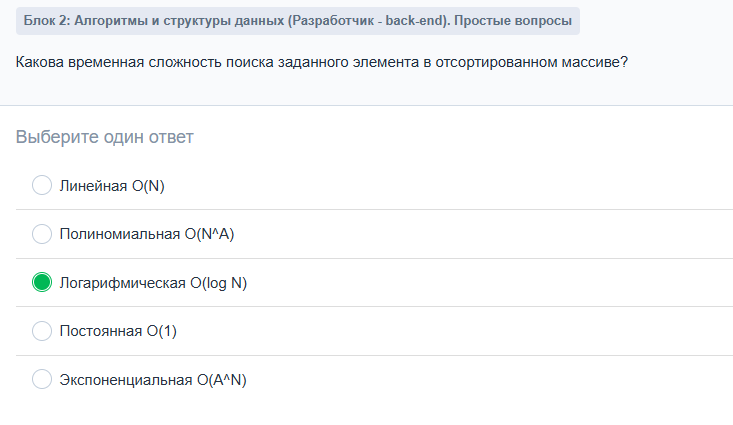 Блок 2: Алгоритмы и структуры данных (Разработчик - back-end). Простые вопросы
Какова временная сложность поиска заданного элемента в отсортированном массиве?
Выберите один ответ
Линейная O(N)
Полиномиальная O(N^A)
Логарифмическая O(log N)
Постоянная O(1)
Экспоненциальная O(A^N)